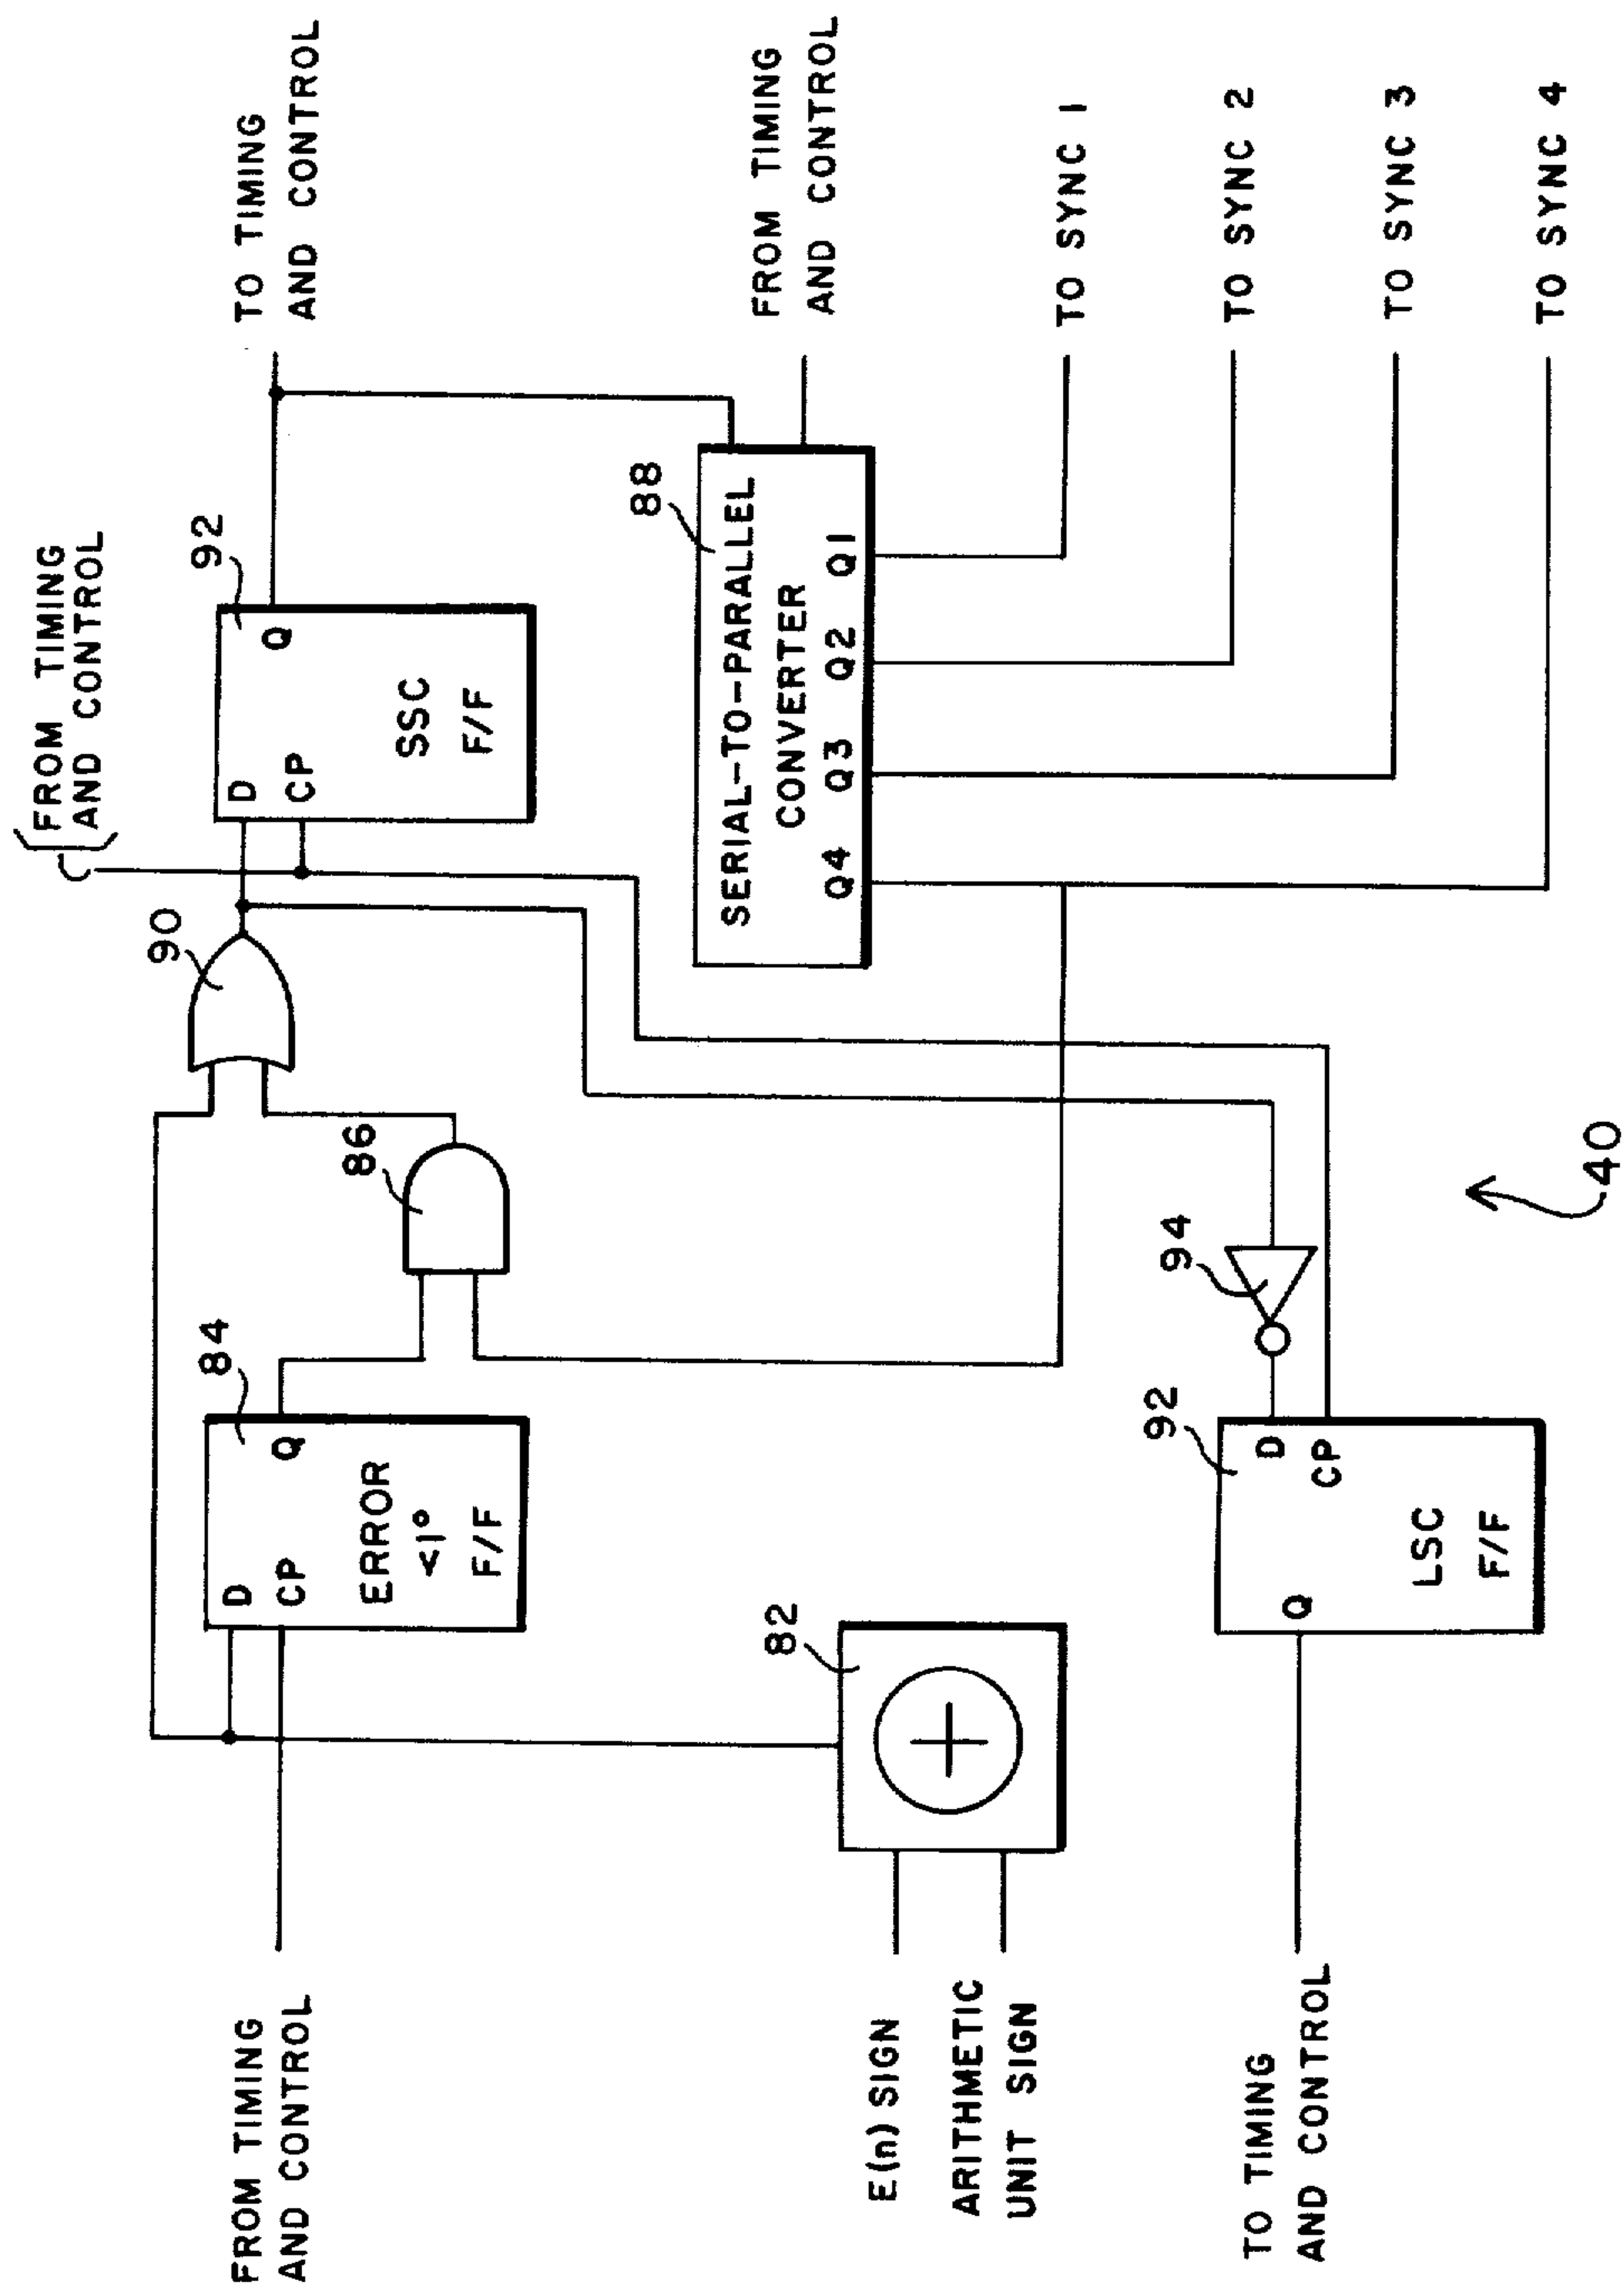 FROM TIMING
AND CONTROL
TO TIMING
AND CONTROL
FROM TIMING
AND CONTROL
84
D
CP
Q
ERROR
<1°
F/F
86
90
92
D
CP
Q
SSC
F/F
88
SERIAL-TO-PARALLEL
CONVERTER
Q4
Q3
Q2
Q1
FROM TIMING
AND CONTROL
TO SYNC 1
TO SYNC 2
TO SYNC 3
TO SYNC 4
E(n) SIGN
ARITHMETIC
UNIT SIGN
82
+
TO TIMING
AND CONTROL
92
Q
D
CP
LSC
F/F
94
40